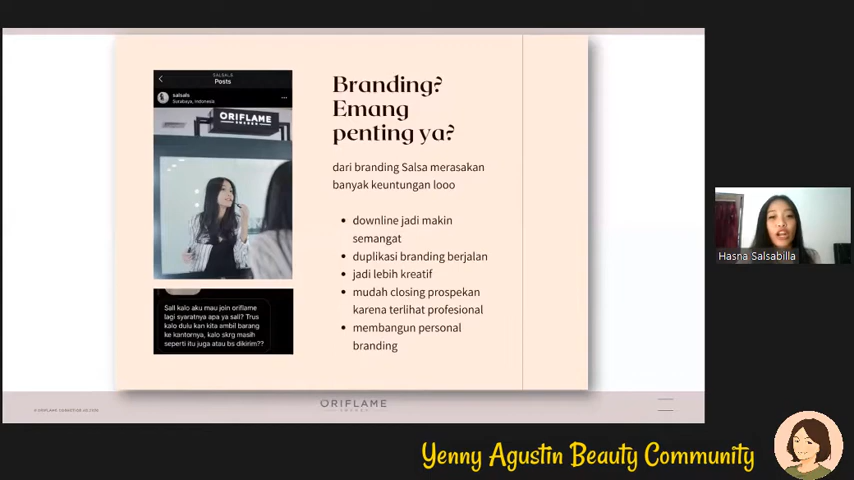 SALSALS
Posts
salsals
Surabaya, Indonesia
ORIFLAME
SWEDEN
Branding?
Emang
penting ya?
dari branding Salsa merasakan
banyak keuntungan looo
downline jadi makin
semangat
duplikasi branding berjalan
jadi lebih kreatif
mudah closing prospekan
karena terlihat profesional
membangun personal
branding
Sall kalo aku mau join oriflame
lagi syaratnya apa ya sall? Trus
kalo dulu kan kita ambil barang
ke kantornya, kalo skrg masih
seperti itu juga atau bs dikirim??
Hasna Salsabilla
ORIFLAME
SWEDEN
Yenny Agustin Beauty Community